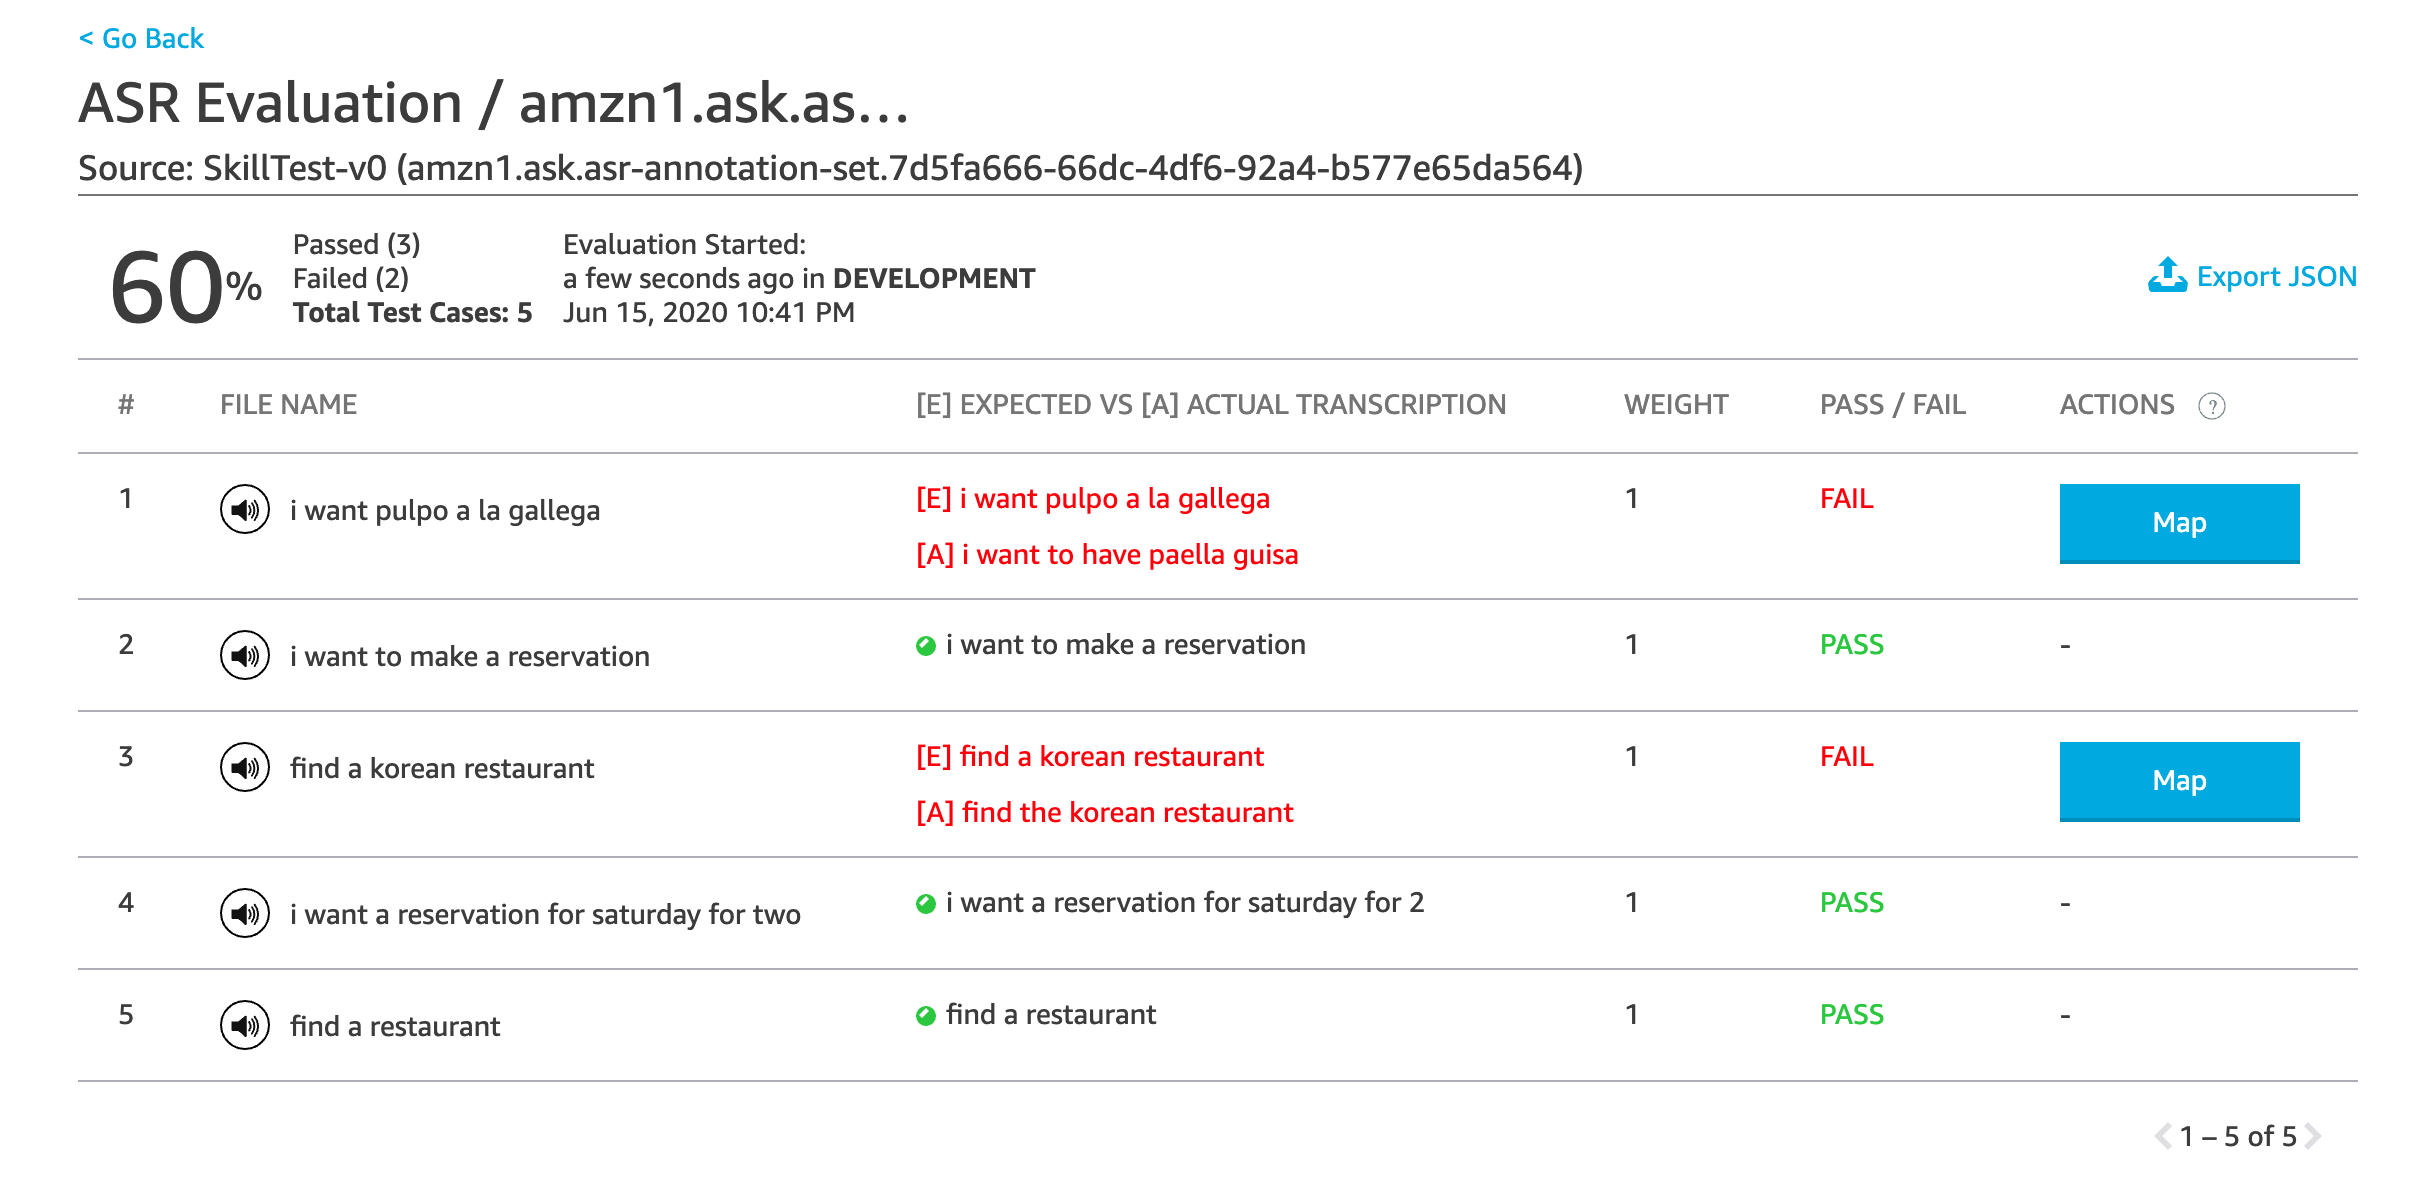 < Go Back
ASR Evaluation / amzn1.ask.as...
Source: SkillTest-v0 (amzn1.ask.asr-annotation-set.7d5fa666-66dc-4df6-92a4-b577e65da564)
60%
Passed (3)
Failed (2)
Total Test Cases: 5
Evaluation Started:
a few seconds ago in DEVELOPMENT
Jun 15, 2020 10:41 PM
Export JSON
# FILE NAME [E] EXPECTED VS [A] ACTUAL TRANSCRIPTION WEIGHT PASS / FAIL ACTIONS ?
1 i want pulpo a la gallega [E] i want pulpo a la gallega 1 FAIL Map
[A] i want to have paella guisa
2 i want to make a reservation i want to make a reservation 1 PASS -
3 find a korean restaurant [E] find a korean restaurant 1 FAIL Map
[A] find the korean restaurant
4 i want a reservation for saturday for two i want a reservation for saturday for 2 1 PASS -
5 find a restaurant find a restaurant 1 PASS -
1 – 5 of 5